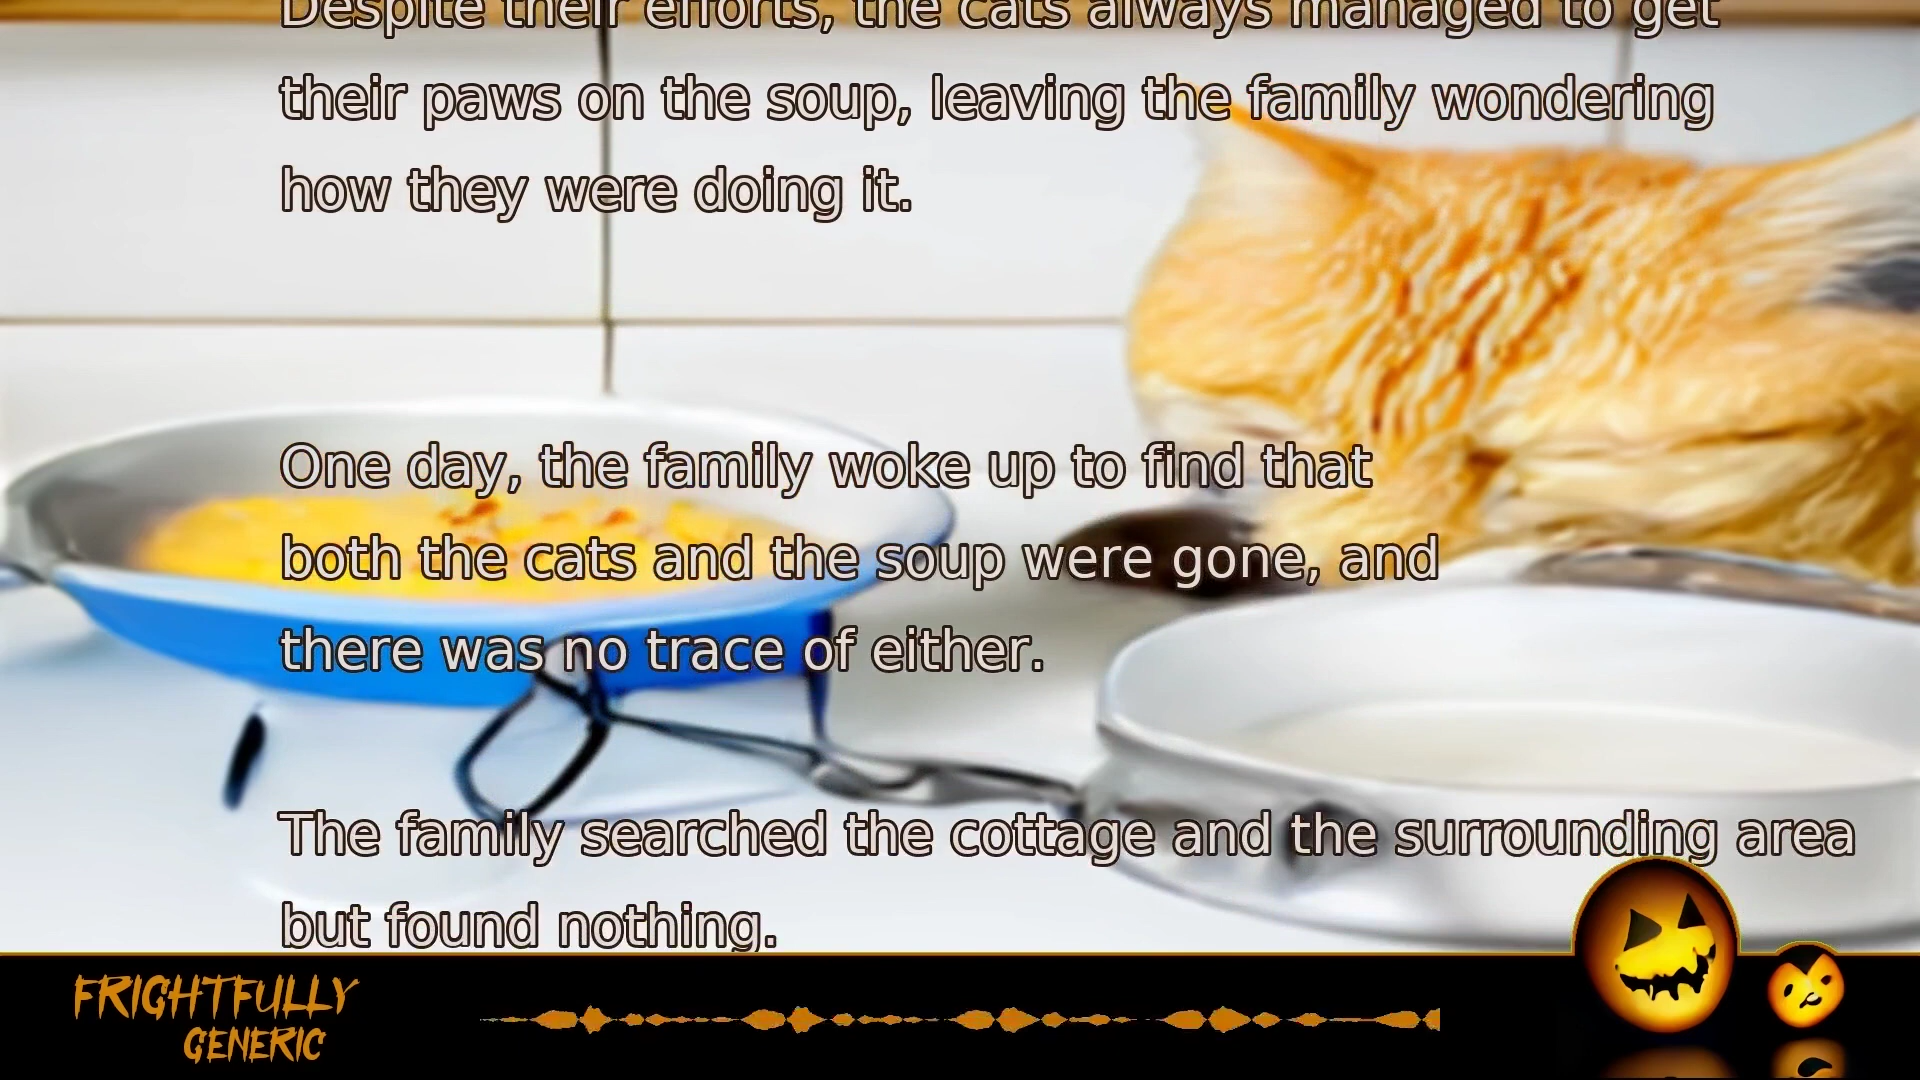 Despite their efforts, the cats always managed to get
their paws on the soup, leaving the family wondering
how they were doing it.
One day, the family woke up to find that
both the cats and the soup were gone, and
there was no trace of either.
The family searched the cottage and the surrounding area
but found nothing.
FRIGHTFULLY
GENERIC